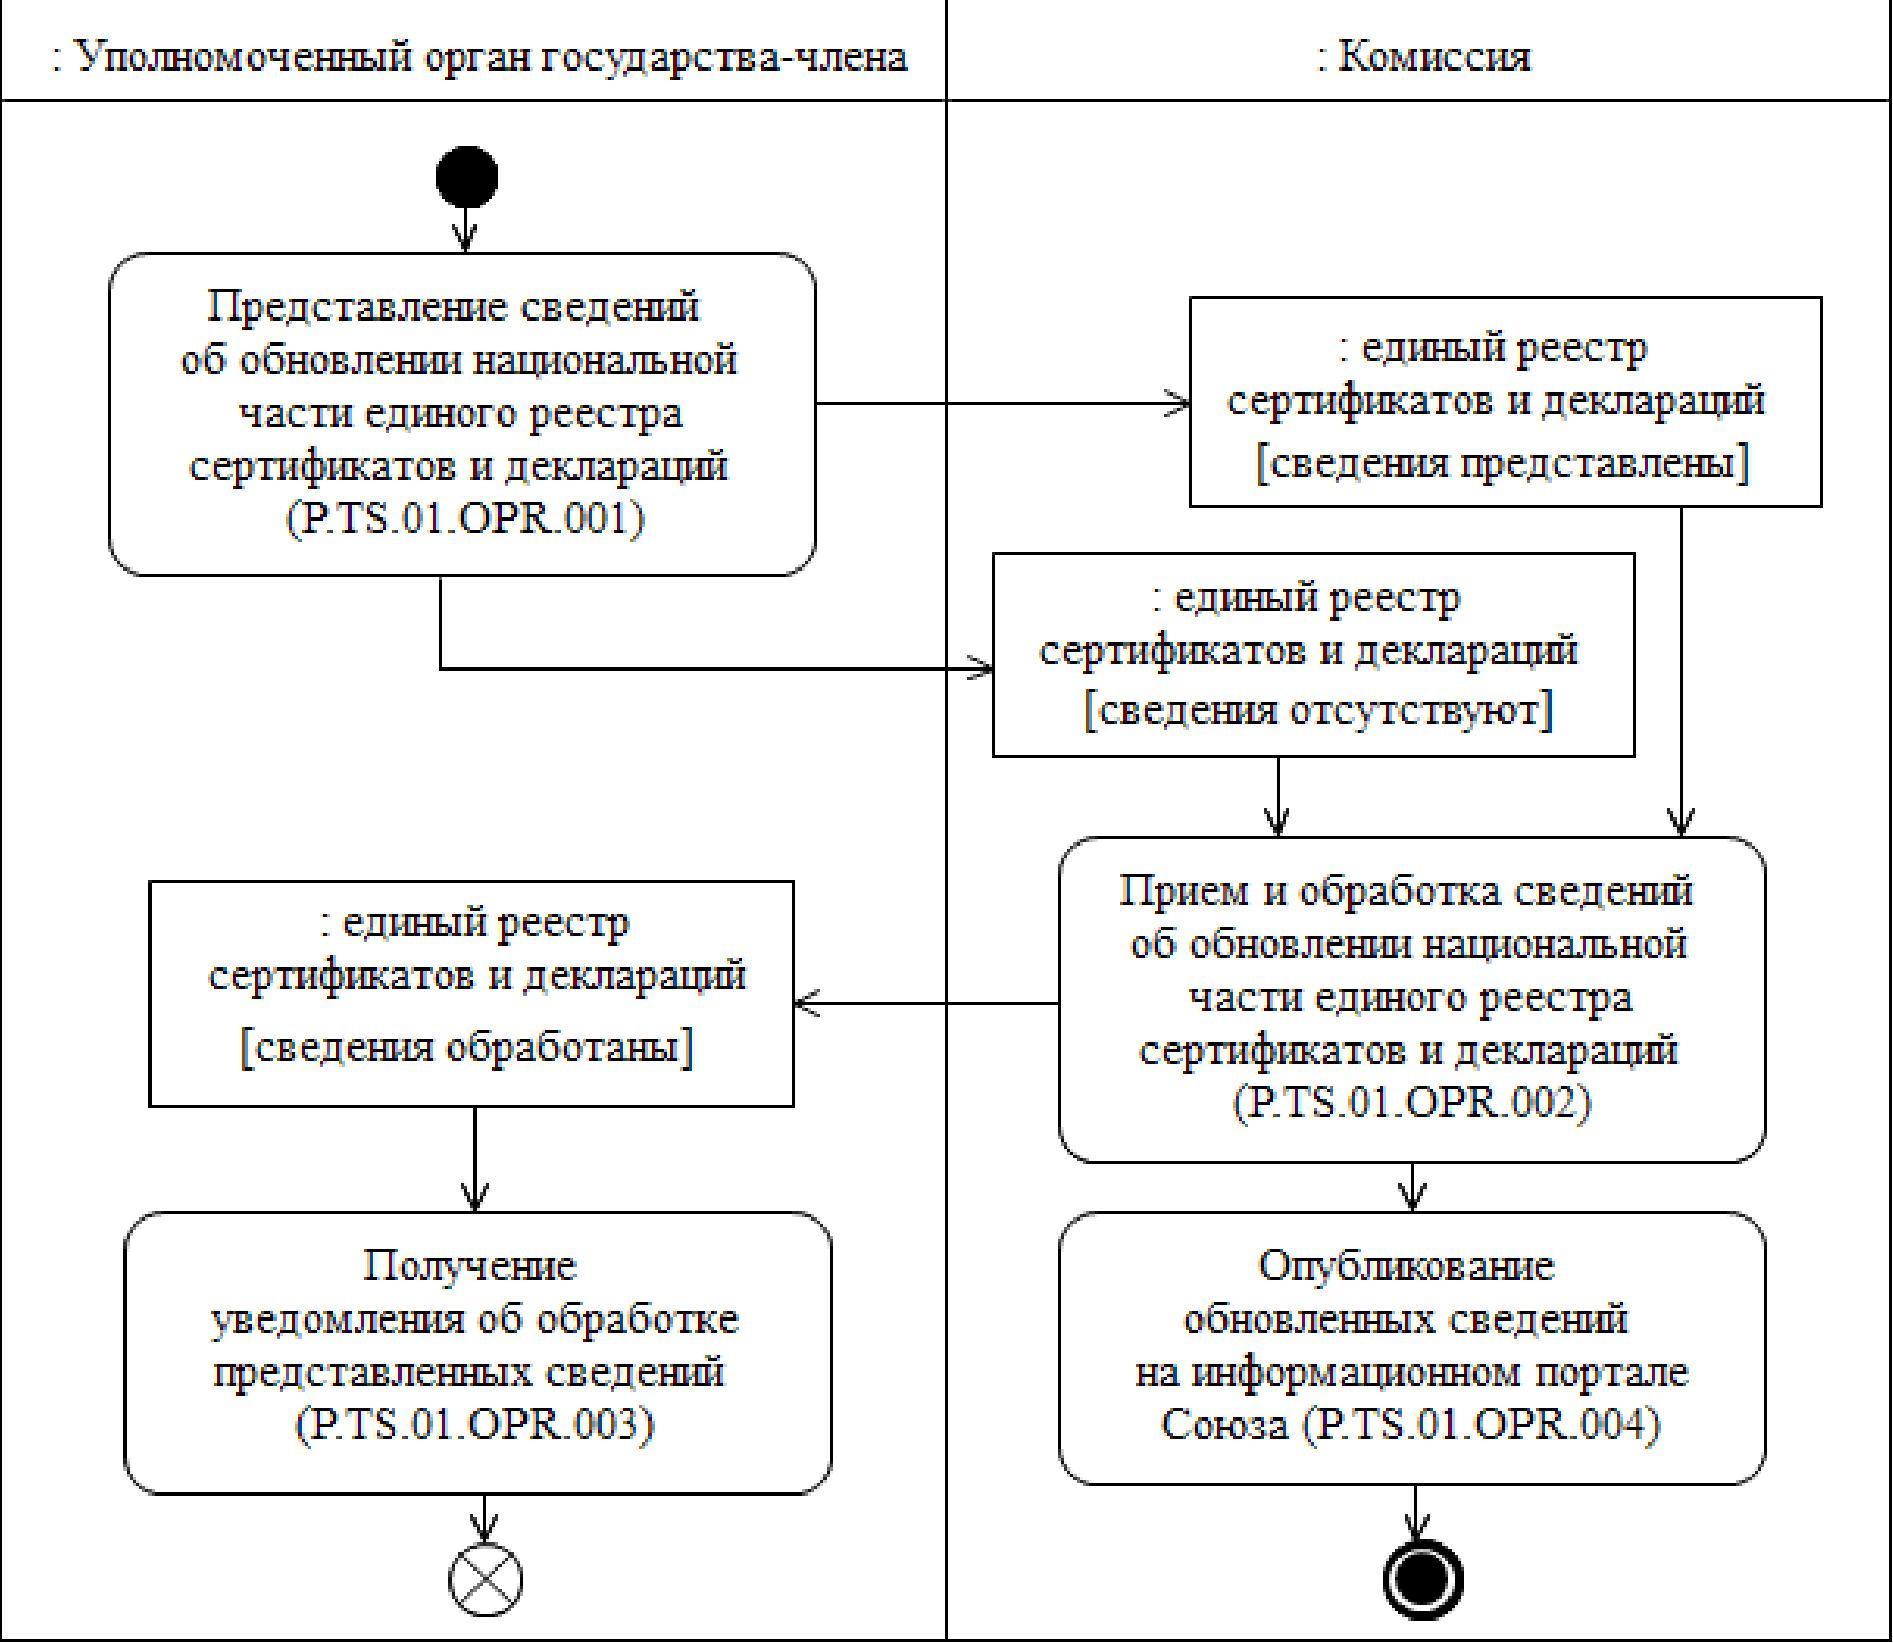 : Уполномоченный орган государства-члена
: Комиссия
Представление сведений
об обновлении национальной
части единого реестра
сертификатов и деклараций
(P.TS.01.OPR.001)
: единый реестр
сертификатов и деклараций
[сведения представлены]
: единый реестр
сертификатов и деклараций
[сведения отсутствуют]
Прием и обработка сведений
об обновлении национальной
части единого реестра
сертификатов и деклараций
(P.TS.01.OPR.002)
: единый реестр
сертификатов и деклараций
[сведения обработаны]
Получение
уведомления об обработке
представленных сведений
(P.TS.01.OPR.003)
Опубликование
обновленных сведений
на информационном портале
Союза (P.TS.01.OPR.004)